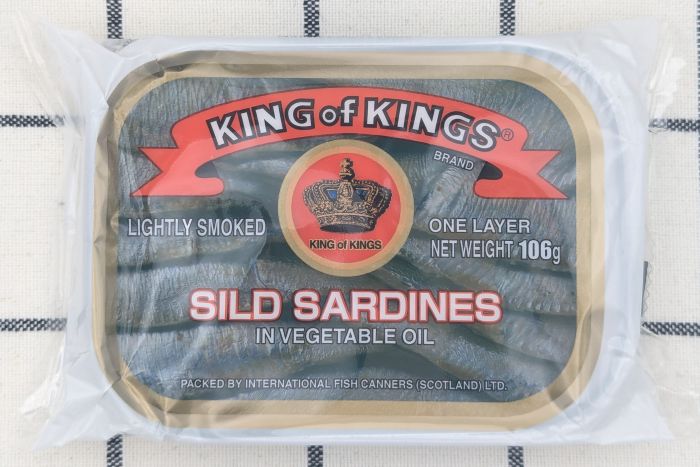 KING of KINGS®
BRAND
KING of KINGS
LIGHTLY SMOKED
ONE LAYER
NET WEIGHT 106g
SILD SARDINES
IN VEGETABLE OIL
PACKED BY INTERNATIONAL FISH CANNERS (SCOTLAND) LTD.